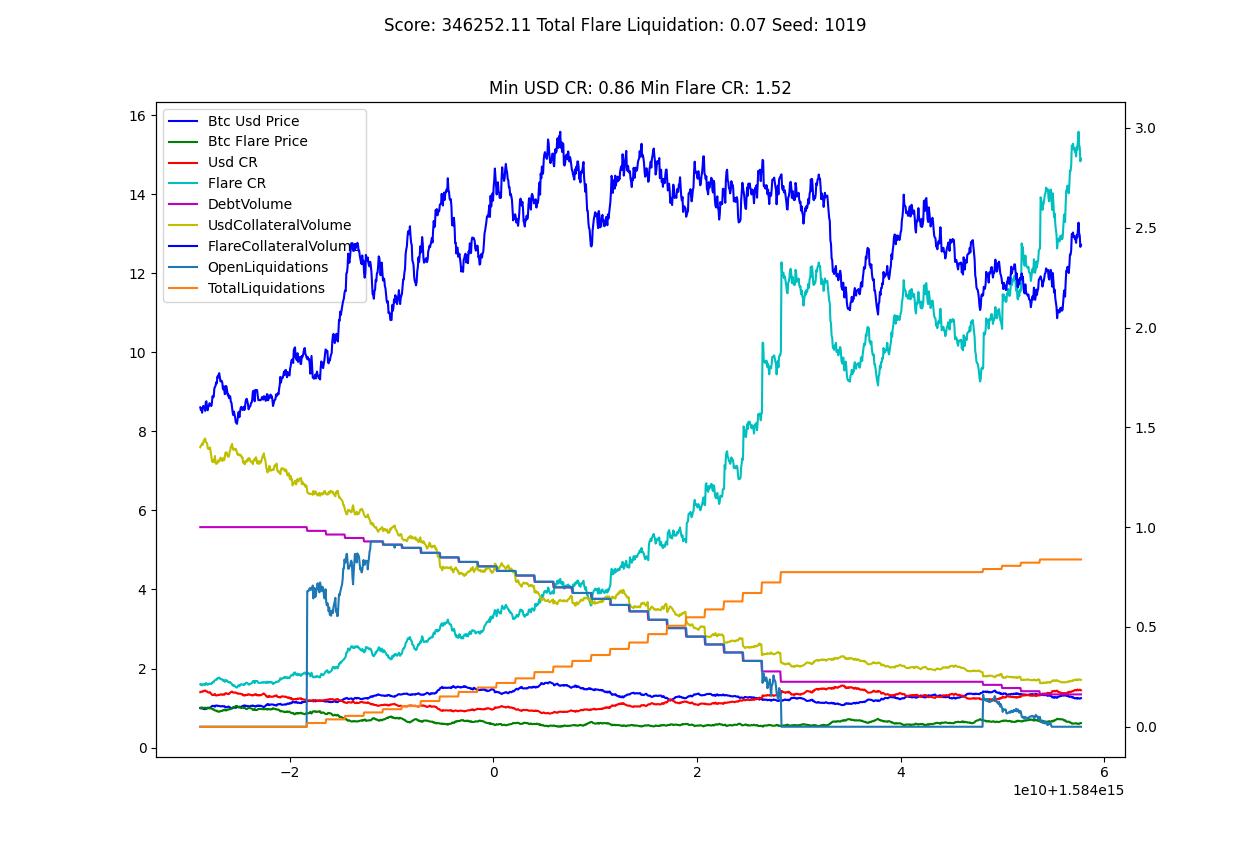 Score: 346252.11 Total Flare Liquidation: 0.07 Seed: 1019
Min USD CR: 0.86 Min Flare CR: 1.52
Btc Usd Price
Btc Flare Price
Usd CR
Flare CR
DebtVolume
UsdCollateralVolume
FlareCollateralVolume
OpenLiquidations
TotalLiquidations
16
14
12
10
8
6
4
2
0
3.0
2.5
2.0
1.5
1.0
0.5
0.0
−2 0 2 4 6
1e10+1.584e15